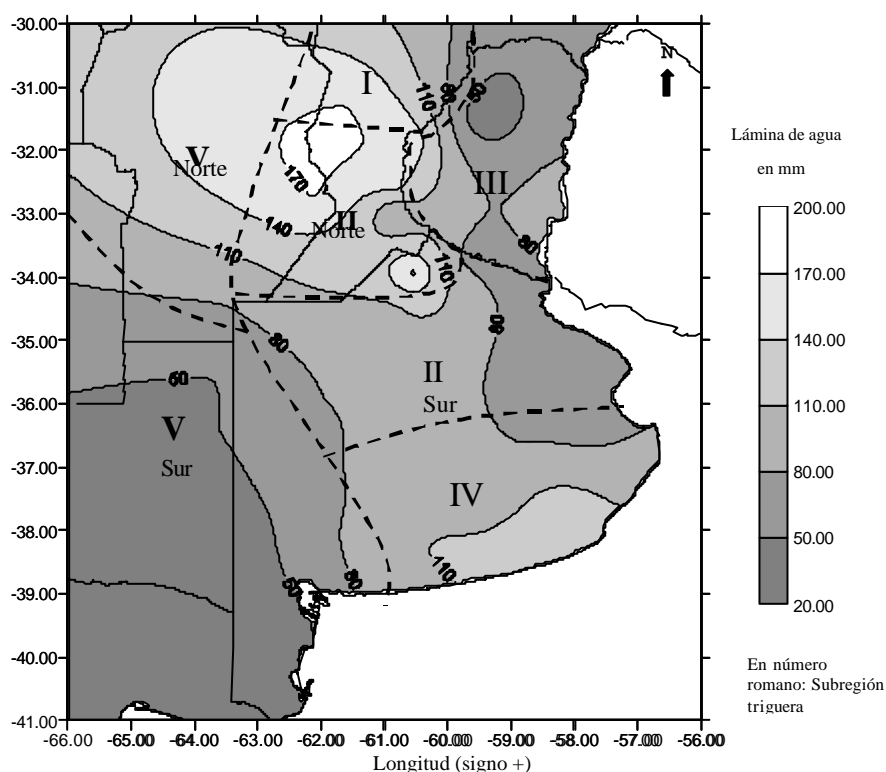 -30.00
-31.00
-32.00
-33.00
-34.00
-35.00
-36.00
-37.00
-38.00
-39.00
-40.00
-41.00
N
I
110
V
Norte
170
III
II
Norte
140
110
80
110
80
80
50
II
Sur
V
Sur
IV
110
50
-66.00 -65.00 -64.00 -63.00 -62.00 -61.00 -60.00 -59.00 -58.00 -57.00 -56.00
Longitud (signo +)
Lámina de agua
en mm
200.00
170.00
140.00
110.00
80.00
50.00
20.00
En número
romano: Subregión
triguera